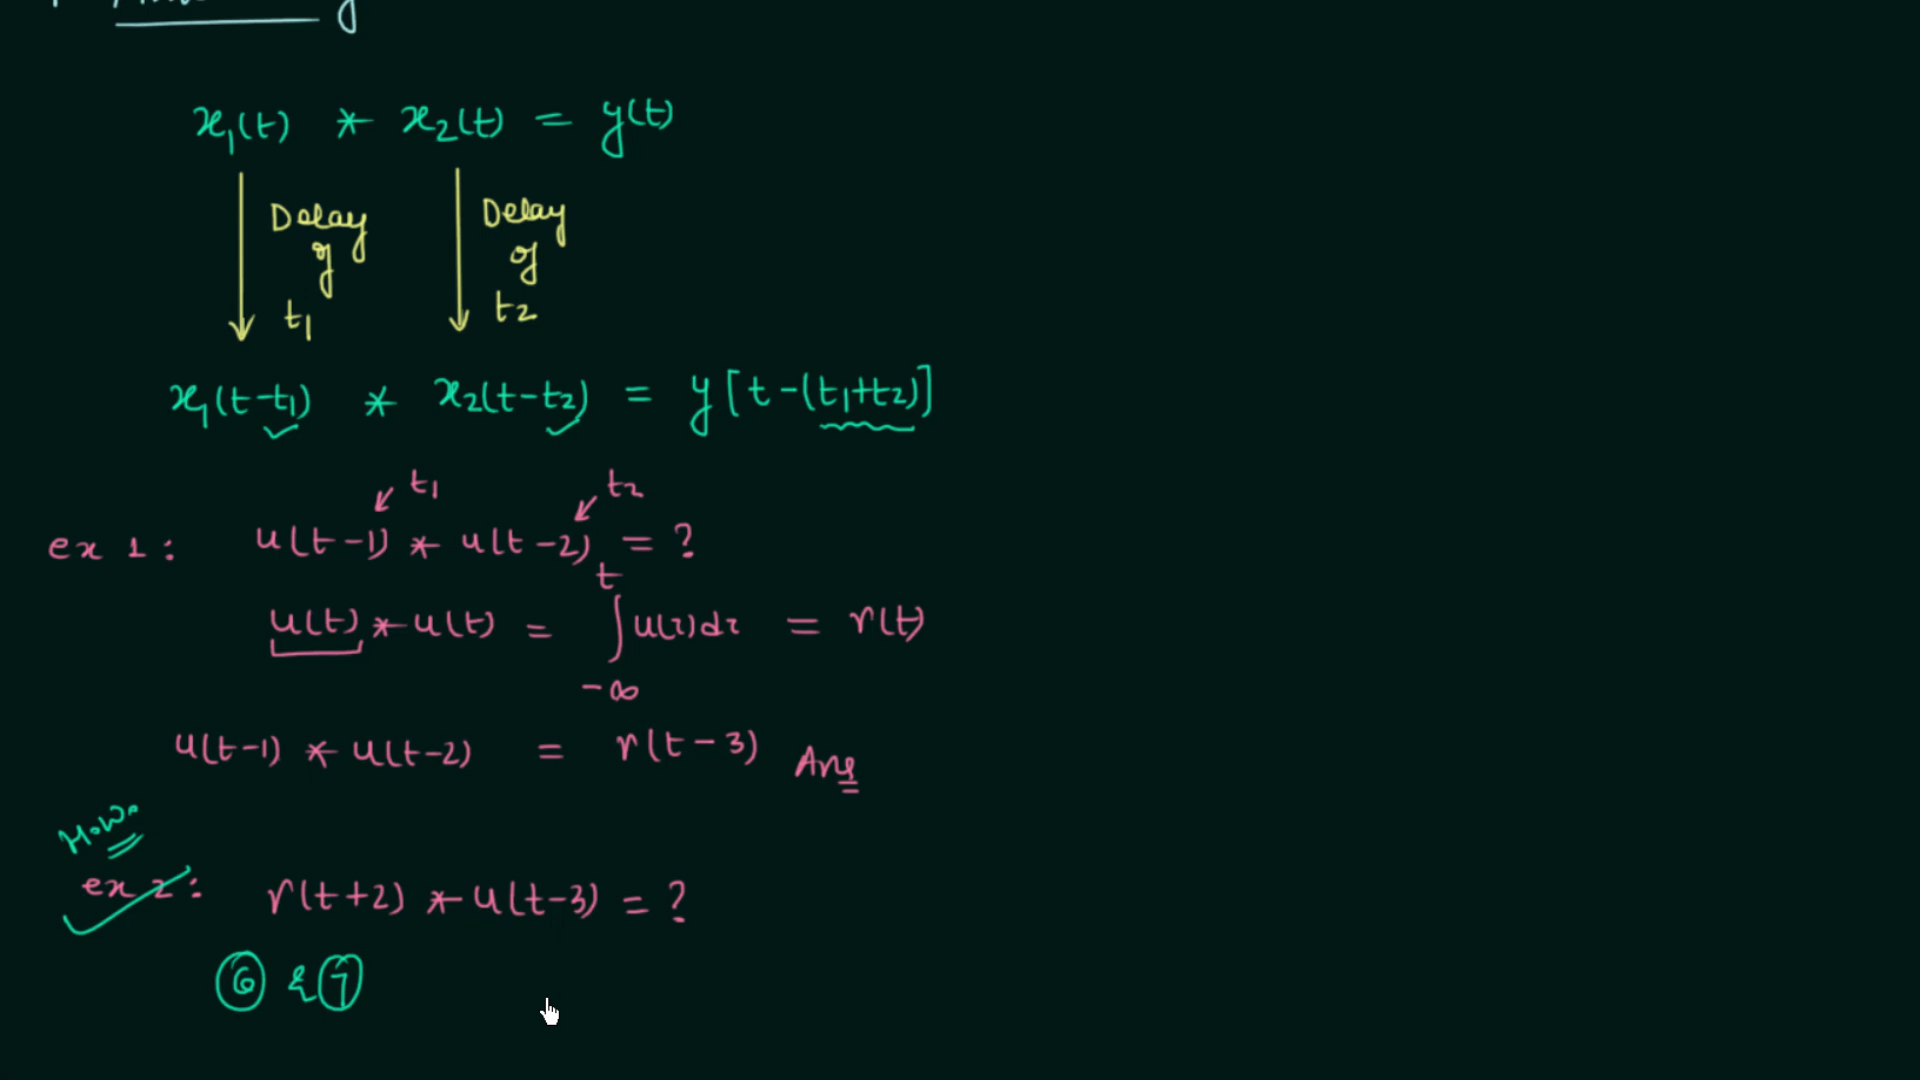 x₁(t) * x₂(t) = y(t)
Delay of t₁ Delay of t₂
x₁(t-t₁) * x₂(t-t₂) = y[t-(t₁+t₂)]
t₁ t₂
ex 1: u(t-1) * u(t-2) = ?
u(t) * u(t) = ∫_{-∞}^{t} u(τ)dτ = r(t)
u(t-1) * u(t-2) = r(t-3) Ans
H.W.
ex 2: r(t+2) * u(t-3) = ?
⑥ & ⑦